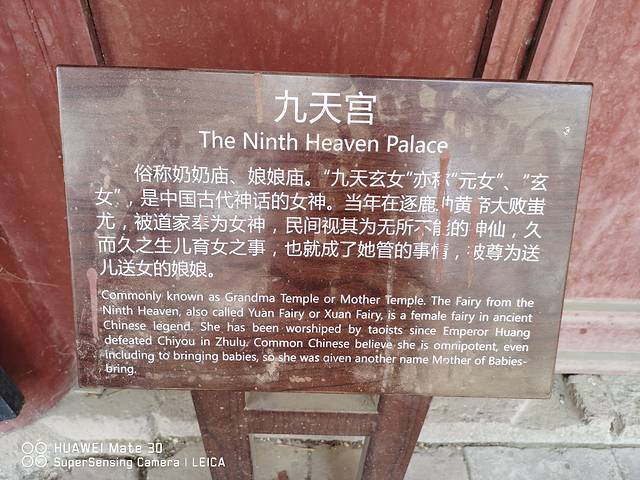 九天宫
The Ninth Heaven Palace
俗称奶奶庙、娘娘庙。“九天玄女”亦称“元女”、“玄
女”，是中国古代神话的女神。当年在逐鹿黄帝大败蚩
尤，被道家奉为女神，民间视其为无所不能的神仙，久
而久之生儿育女之事，也就成了她管的事情，被尊为送
儿送女的娘娘。
Commonly known as Grandma Temple or Mother Temple. The Fairy from the
Ninth Heaven, also called Yuan Fairy or Xuan Fairy, is a female fairy in ancient
Chinese legend. She has been worshiped by taoists since Emperor Huang
defeated Chiyou in Zhulu. Common Chinese believe she is omnipotent, even
including to bringing babies, so she was given another name Mother of Babies-
bring.
HUAWEI Mate 30
SuperSensing Camera | LEICA